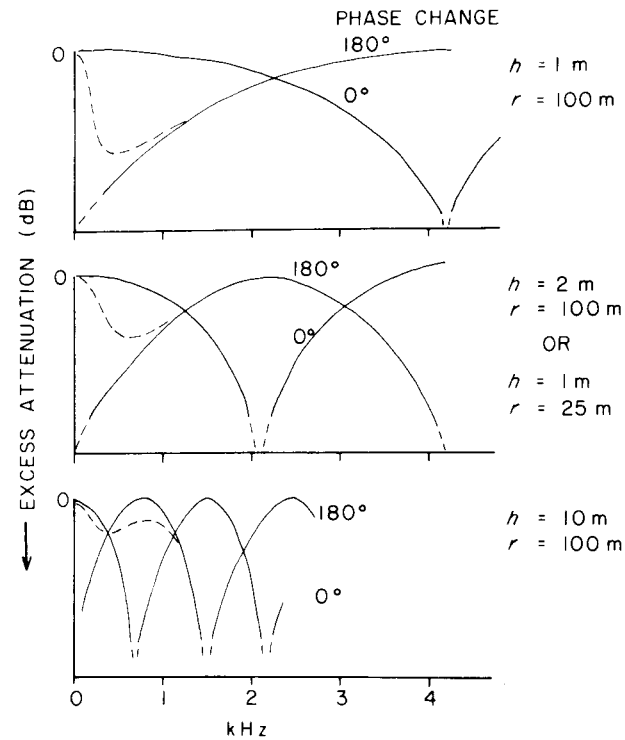 PHASE CHANGE
180°
0
0°
h = 1 m
r = 100 m
EXCESS ATTENUATION (dB)
180°
0
0°
h = 2 m
r = 100 m
OR
h = 1 m
r = 25 m
0
180°
0°
h = 10 m
r = 100 m
0 1 2 3 4
kHz